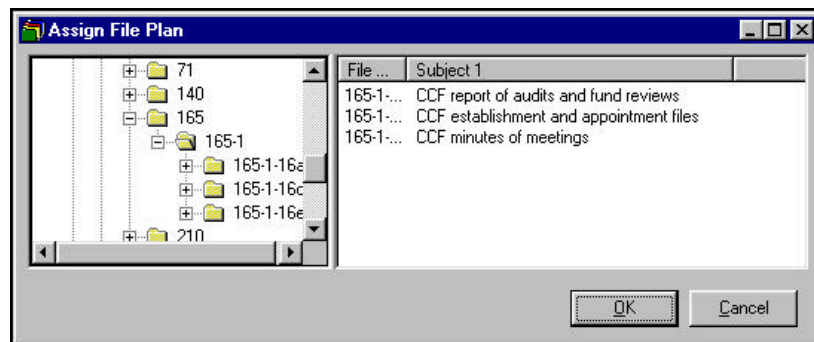 Assign File Plan
71
140
165
165-1
165-1-16a
165-1-16c
165-1-16e
210
File ... Subject 1
165-1-... CCF report of audits and fund reviews
165-1-... CCF establishment and appointment files
165-1-... CCF minutes of meetings
OK Cancel